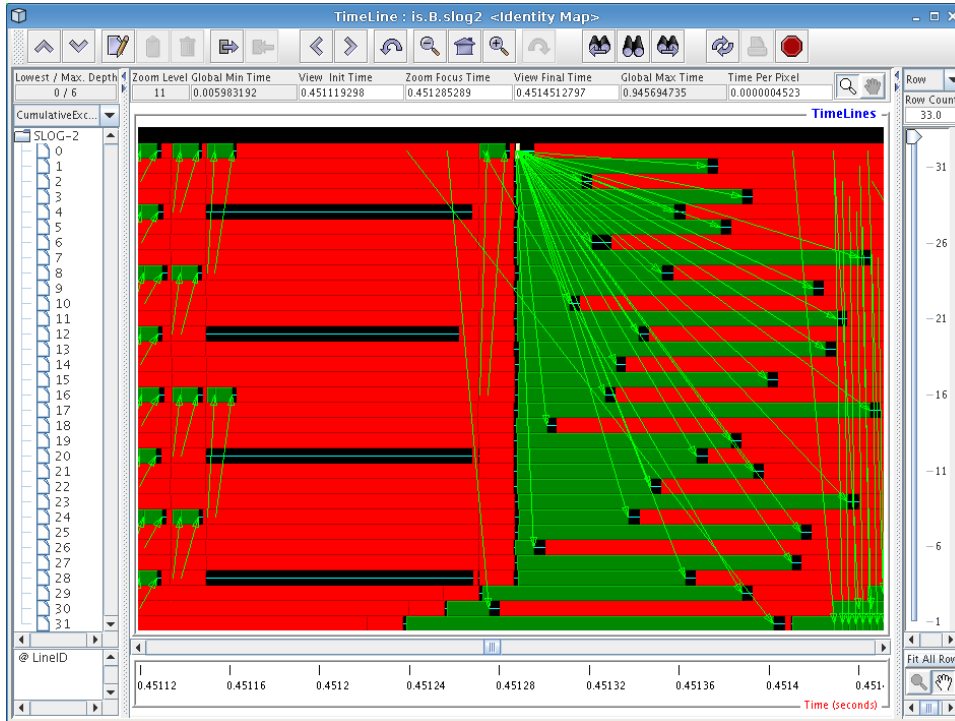 TimeLine : is.B.slog2 <Identity Map>
Lowest / Max. Depth
0 / 6
Zoom Level Global Min Time View Init Time Zoom Focus Time View Final Time Global Max Time Time Per Pixel
11 0.005983192 0.451119298 0.451285289 0.4514512797 0.945694735 0.0000004523
Row
Row Count
33.0
CumulativeExc...
TimeLines
SLOG-2
0
1
2
3
4
5
6
7
8
9
10
11
12
13
14
15
16
17
18
19
20
21
22
23
24
25
26
27
28
29
30
31
31
26
21
16
11
6
1
@ LineID
Fit All Row
0.45112 0.45116 0.4512 0.45124 0.45128 0.45132 0.45136 0.4514 0.451
Time (seconds)